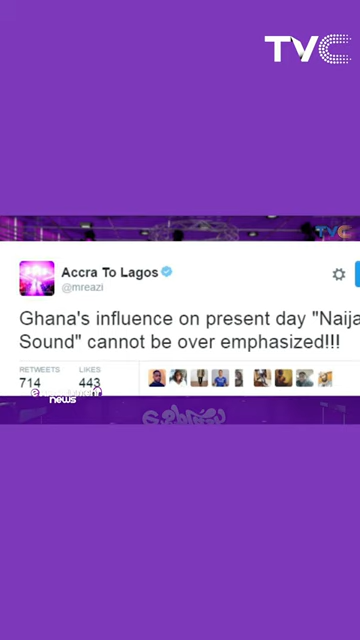 TVC
TVC
Accra To Lagos
@mreazi
Ghana's influence on present day "Naija
Sound" cannot be over emphasized!!!
RETWEETS LIKES
714 443
news